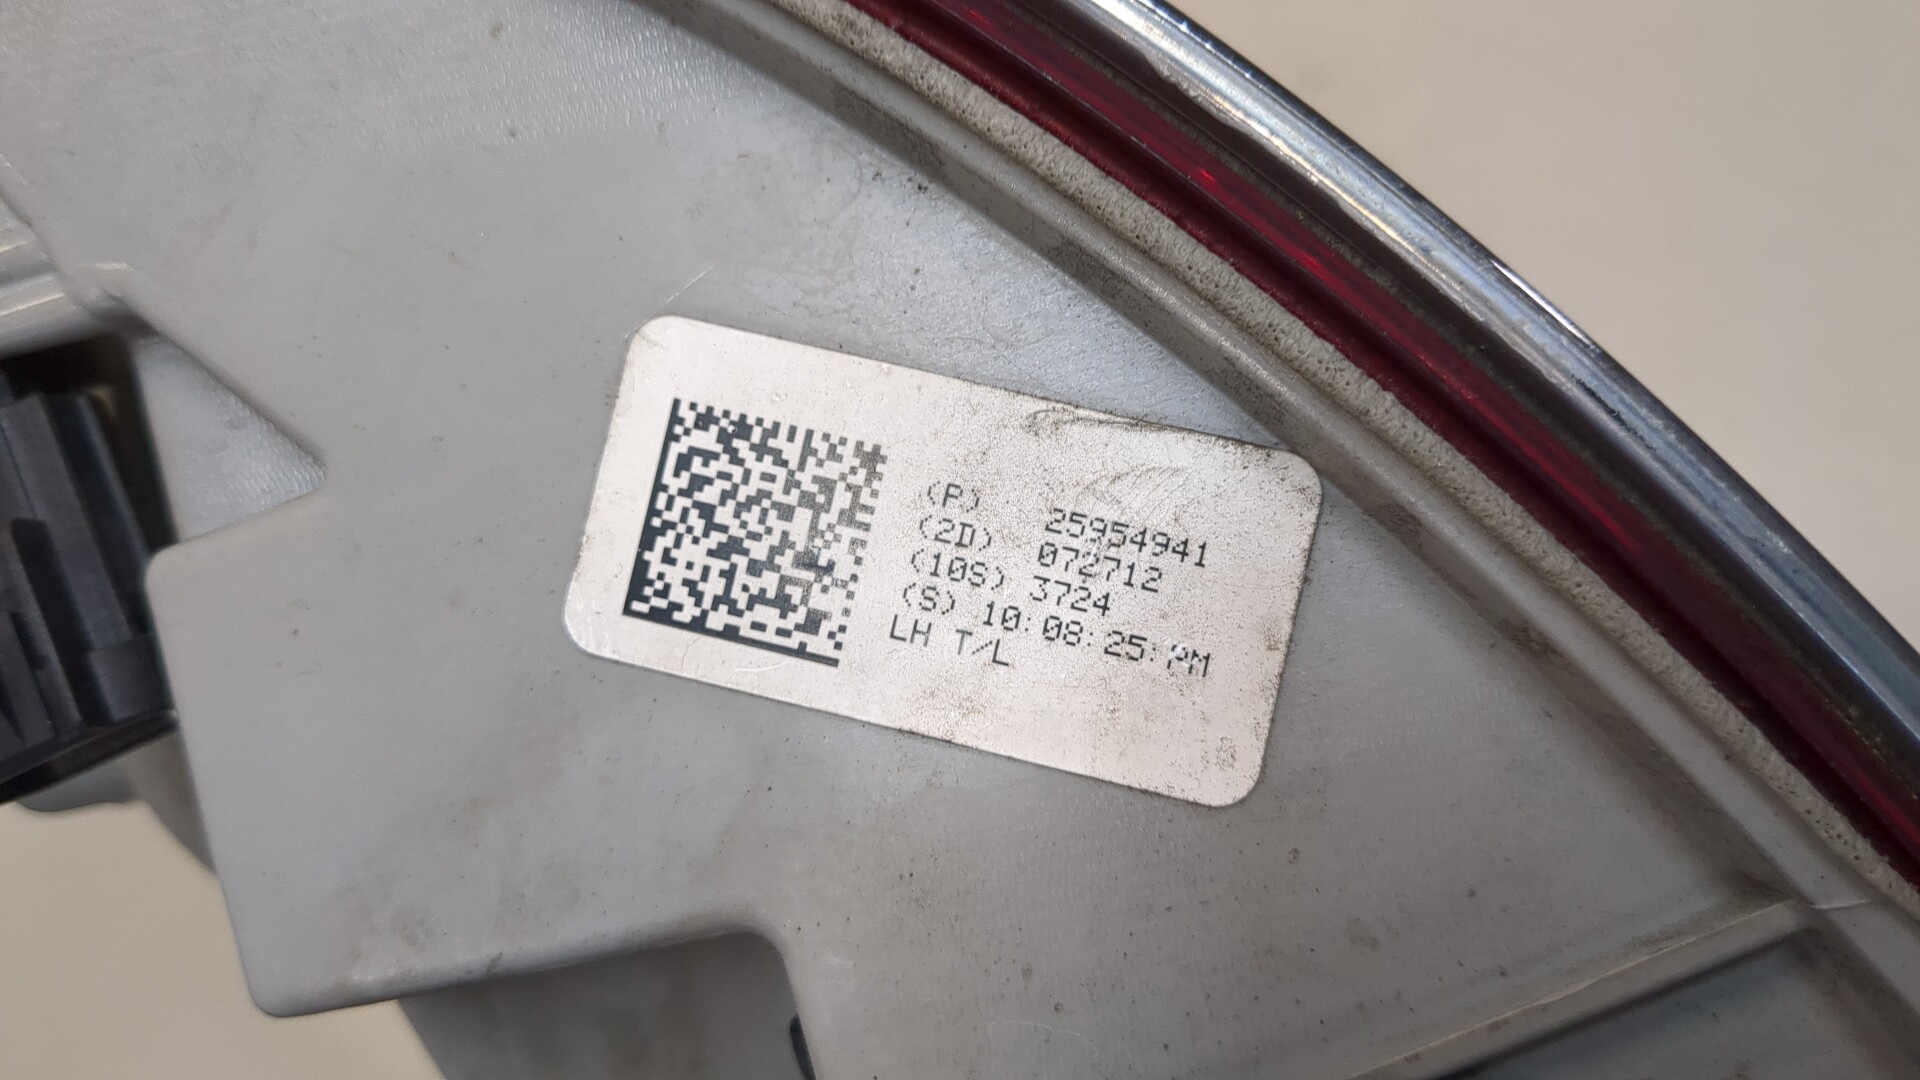 (P) 25954941
(2D) 072712
(10S) 3724
(S) 10:08:25:PM
LH T/L